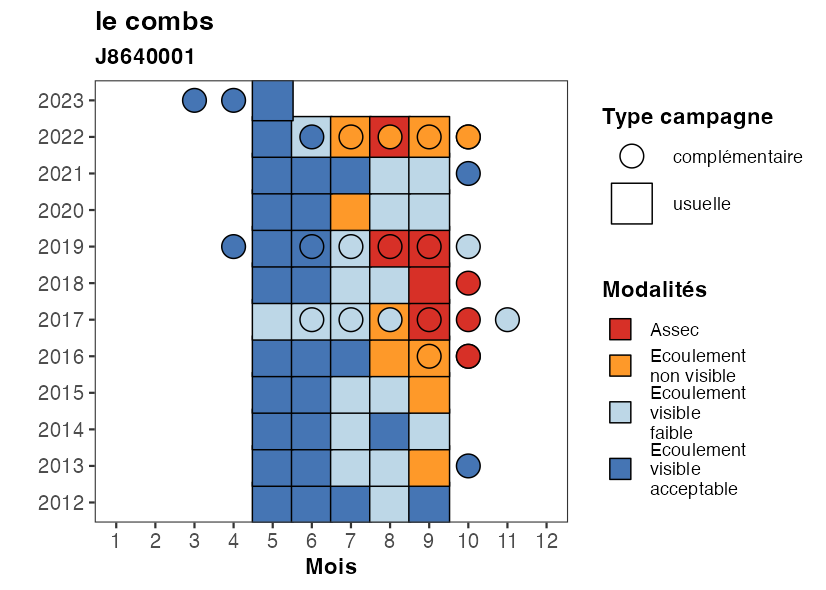 le combs
J8640001
2023
2022
2021
2020
2019
2018
2017
2016
2015
2014
2013
2012
1 2 3 4 5 6 7 8 9 10 11 12
Mois
Type campagne
complémentaire
usuelle
Modalités
Assec
Ecoulement
non visible
Ecoulement
visible
faible
Ecoulement
visible
acceptable